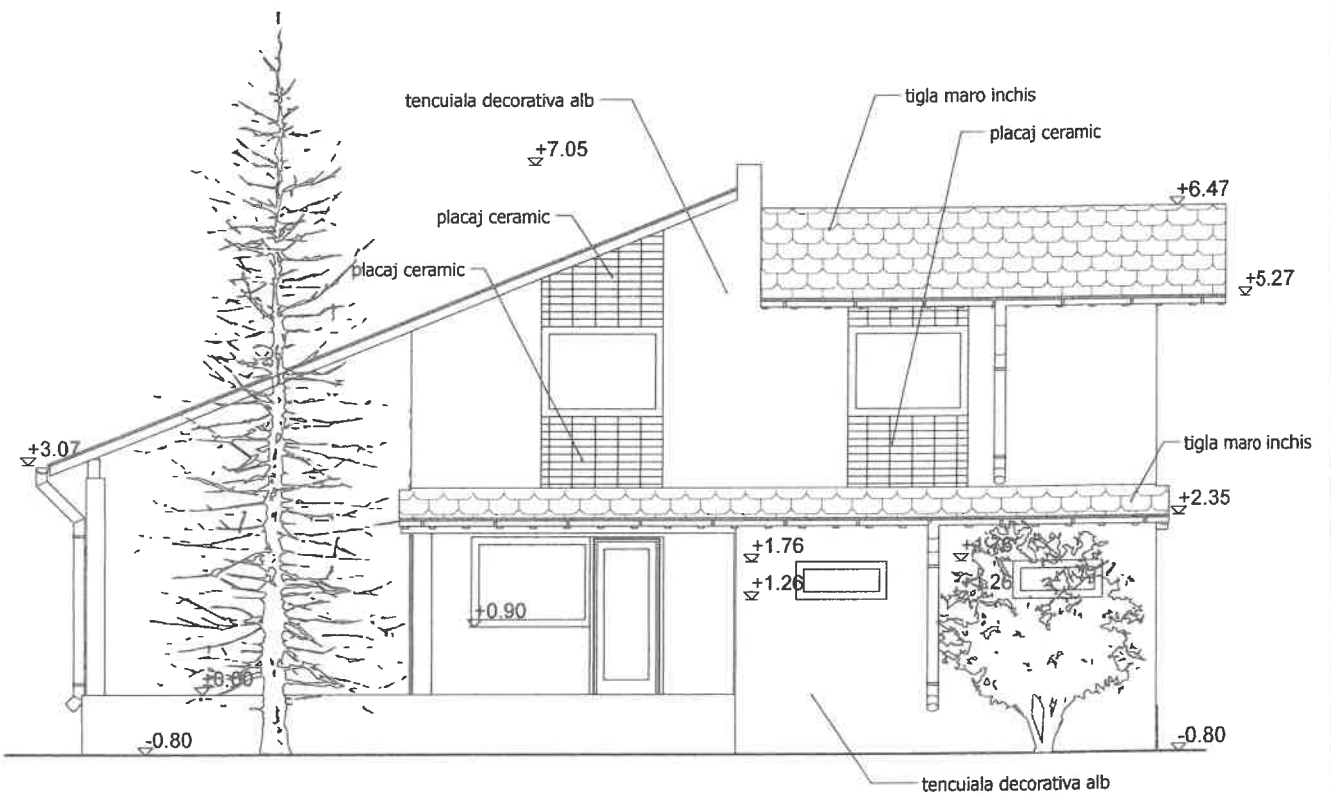 tencuiala decorativa alb
tigla maro inchis
placaj ceramic
+7.05
+6.47
placaj ceramic
placaj ceramic
+5.27
+3.07
tigla maro inchis
+2.35
+1.76
+1.26
+0.90
+0.00
-0.80
-0.80
tencuiala decorativa alb